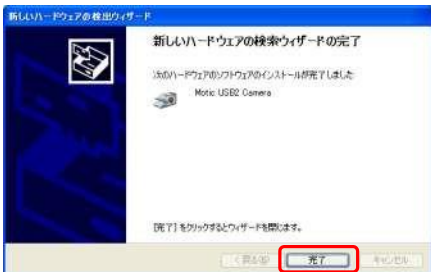 新しいハードウェアの検出ウィザード
新しいハードウェアの検索ウィザードの完了
次のハードウェアのソフトウェアのインストールが完了しました
Motic USB2 Camera
[完了] をクリックするとウィザードを閉じます。
< 戻る(B)
完了
キャンセル